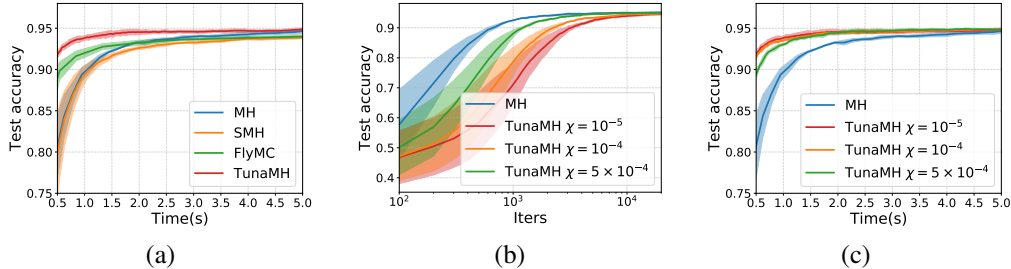 Test accuracy
0.95
0.90
0.85
0.80
0.75
0.5 1.0 1.5 2.0 2.5 3.0 3.5 4.0 4.5 5.0
Time(s)
MH
SMH
FlyMC
TunaMH
(a)
Test accuracy
0.9
0.8
0.7
0.6
0.5
0.4
10² 10³ 10⁴
Iters
MH
TunaMH χ = 10⁻⁵
TunaMH χ = 10⁻⁴
TunaMH χ = 5 × 10⁻⁴
(b)
Test accuracy
0.95
0.90
0.85
0.80
0.75
0.5 1.0 1.5 2.0 2.5 3.0 3.5 4.0 4.5 5.0
Time(s)
MH
TunaMH χ = 10⁻⁵
TunaMH χ = 10⁻⁴
TunaMH χ = 5 × 10⁻⁴
(c)